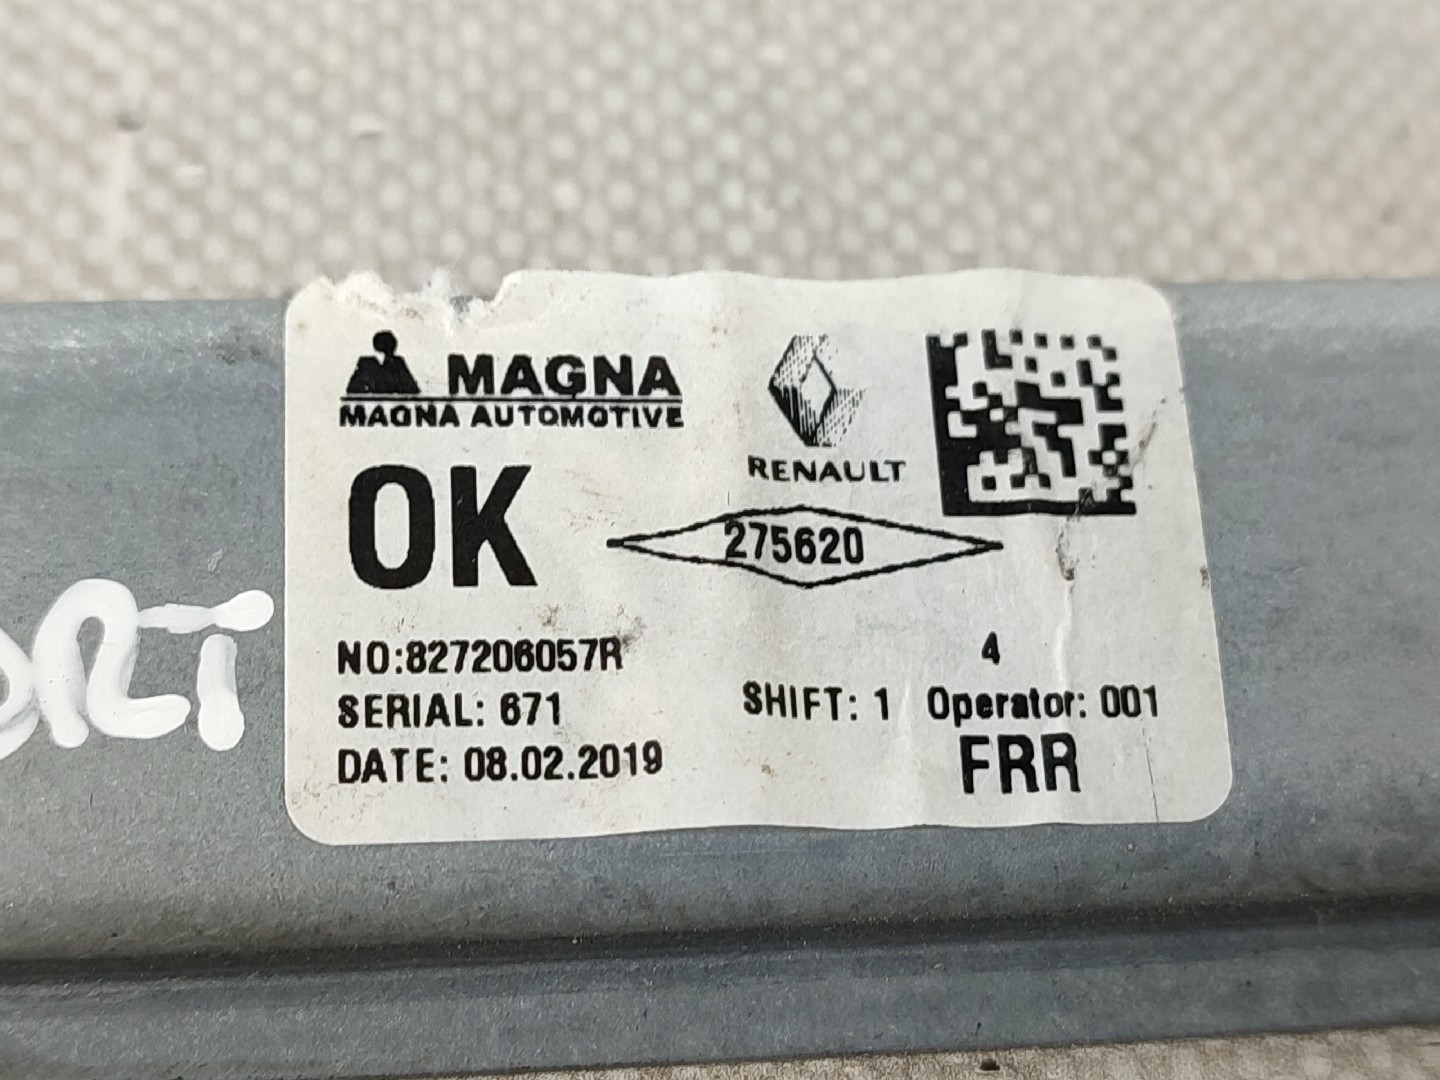 MAGNA
MAGNA AUTOMOTIVE
RENAULT
OK
275620
NO:827206057R
4
SERIAL: 671
SHIFT: 1 Operator: 001
DATE: 08.02.2019
FRR